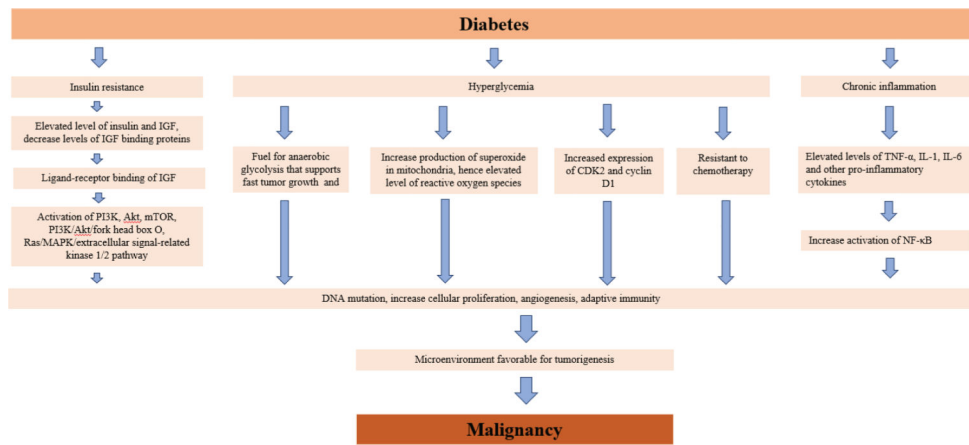 Diabetes
Insulin resistance
Hyperglycemia
Chronic inflammation
Elevated level of insulin and IGF,
decrease levels of IGF binding proteins
Ligand-receptor binding of IGF
Activation of PI3K, Akt, mTOR,
PI3K/Akt/fork head box O,
Ras/MAPK/extracellular signal-related
kinase 1/2 pathway
Fuel for anaerobic
glycolysis that supports
fast tumor growth and
Increase production of superoxide
in mitochondria, hence elevated
level of reactive oxygen species
Increased expression
of CDK2 and cyclin
D1
Resistant to
chemotherapy
Elevated levels of TNF-α, IL-1, IL-6
and other pro-inflammatory
cytokines
Increase activation of NF-κB
DNA mutation, increase cellular proliferation, angiogenesis, adaptive immunity
Microenvironment favorable for tumorigenesis
Malignancy